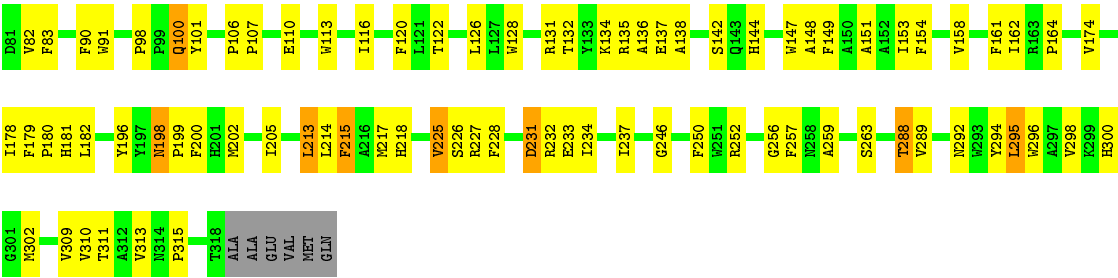 D81 V82 F83 F90 W91 P98 P99 Q100 Y101 P106 P107 E110 W113 I116 F120 L121 T122 L126 L127 W128 R131 T132 Y133 K134 R135 A136 E137 A138 S142 Q143 H144 W147 A148 F149 A150 A151 A152 I153 F154 V158 F161 I162 R163 P164 V174
I178 F179 P180 H181 L182 Y196 Y197 N198 P199 F200 H201 M202 I205 L213 L214 F215 A216 M217 H218 V225 S226 R227 F228 D231 R232 E233 I234 I237 G246 F250 W251 R252 G256 F257 N258 A259 S263 T288 V289 N292 W293 Y294 L295 W296 A297 V298 K299 H300
G301 M302 V309 V310 T311 A312 V313 N314 P315 T318 ALA ALA GLU VAL MET GLN